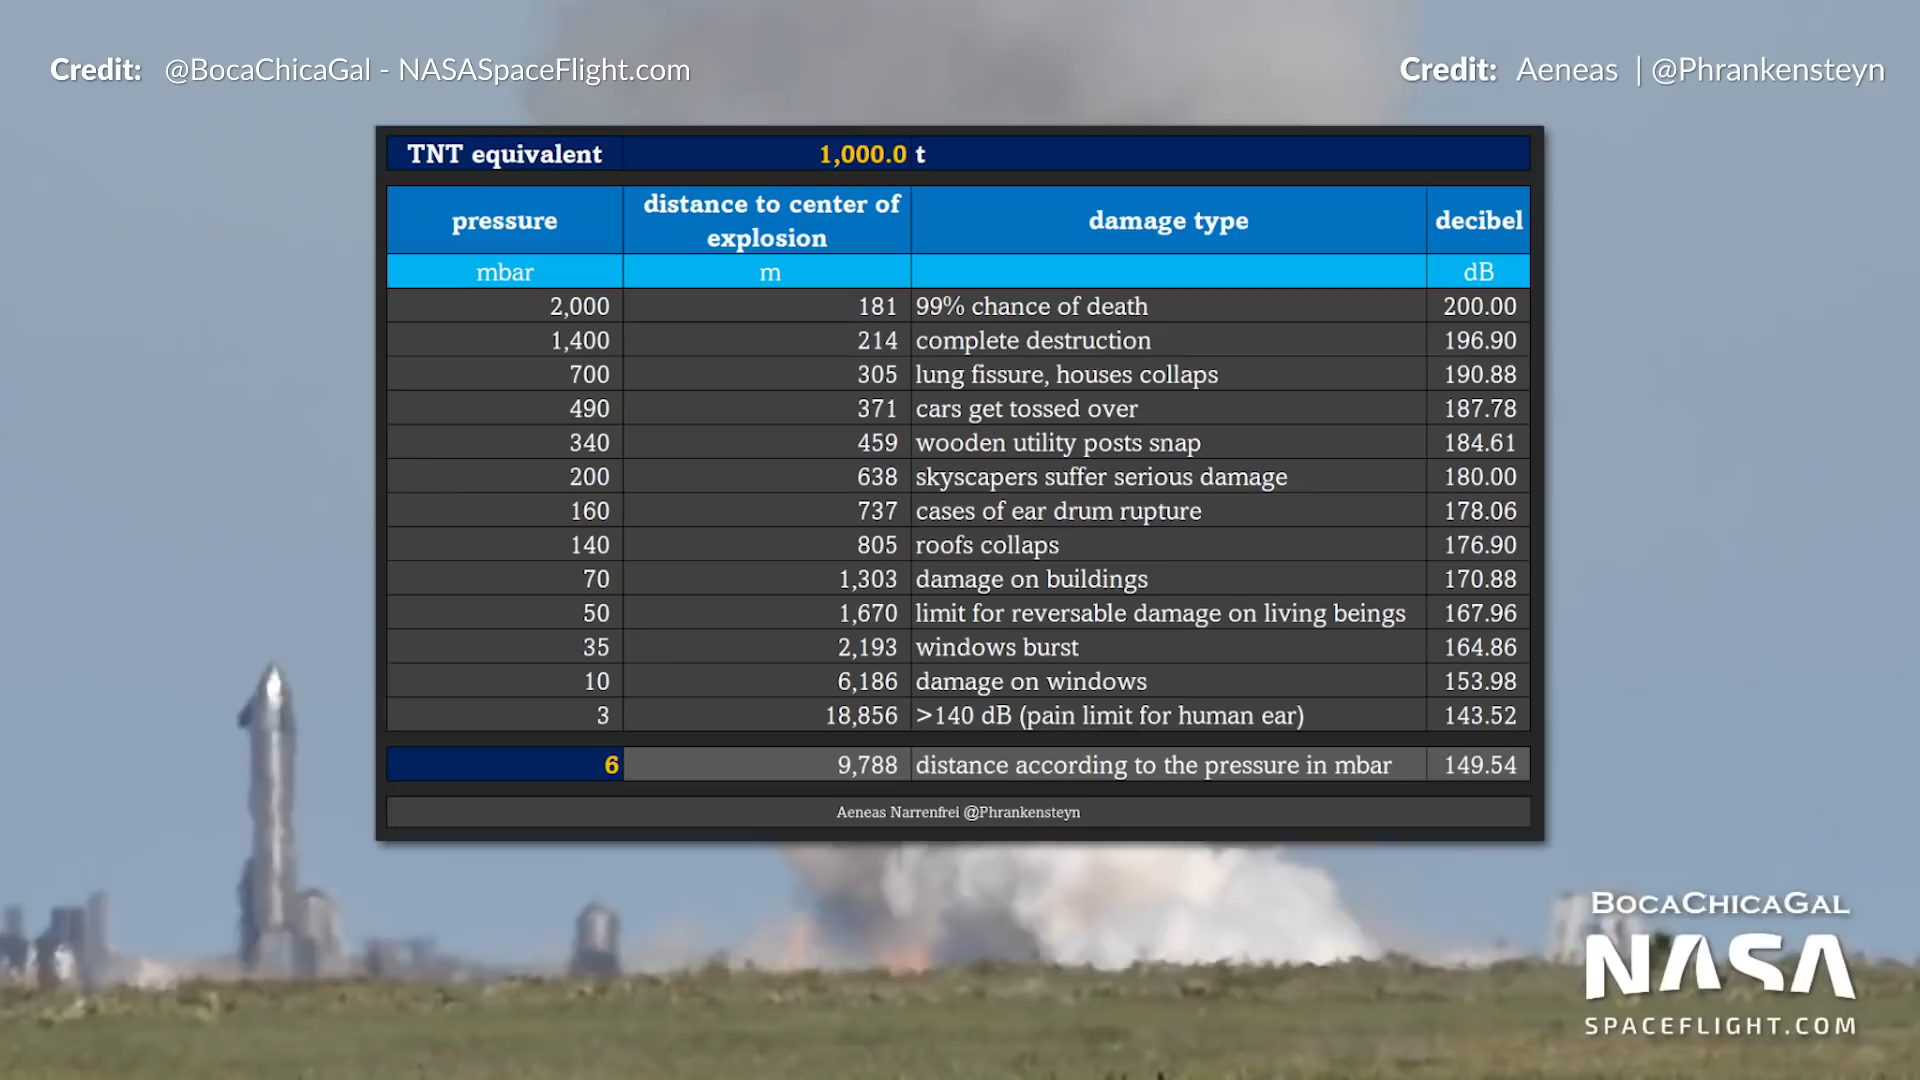 Credit: @BocaChicaGal - NASASpaceFlight.com
Credit: Aeneas | @Phrankensteyn
TNT equivalent 1,000.0 t
pressure distance to center of explosion damage type decibel
mbar m dB
2,000 181 99% chance of death 200.00
1,400 214 complete destruction 196.90
700 305 lung fissure, houses collaps 190.88
490 371 cars get tossed over 187.78
340 459 wooden utility posts snap 184.61
200 638 skyscapers suffer serious damage 180.00
160 737 cases of ear drum rupture 178.06
140 805 roofs collaps 176.90
70 1,303 damage on buildings 170.88
50 1,670 limit for reversable damage on living beings 167.96
35 2,193 windows burst 164.86
10 6,186 damage on windows 153.98
3 18,856 >140 dB (pain limit for human ear) 143.52
6 9,788 distance according to the pressure in mbar 149.54
Aeneas Narrenfrei @Phrankensteyn
BOCACHICAGAL
NASA
SPACEFLIGHT.COM